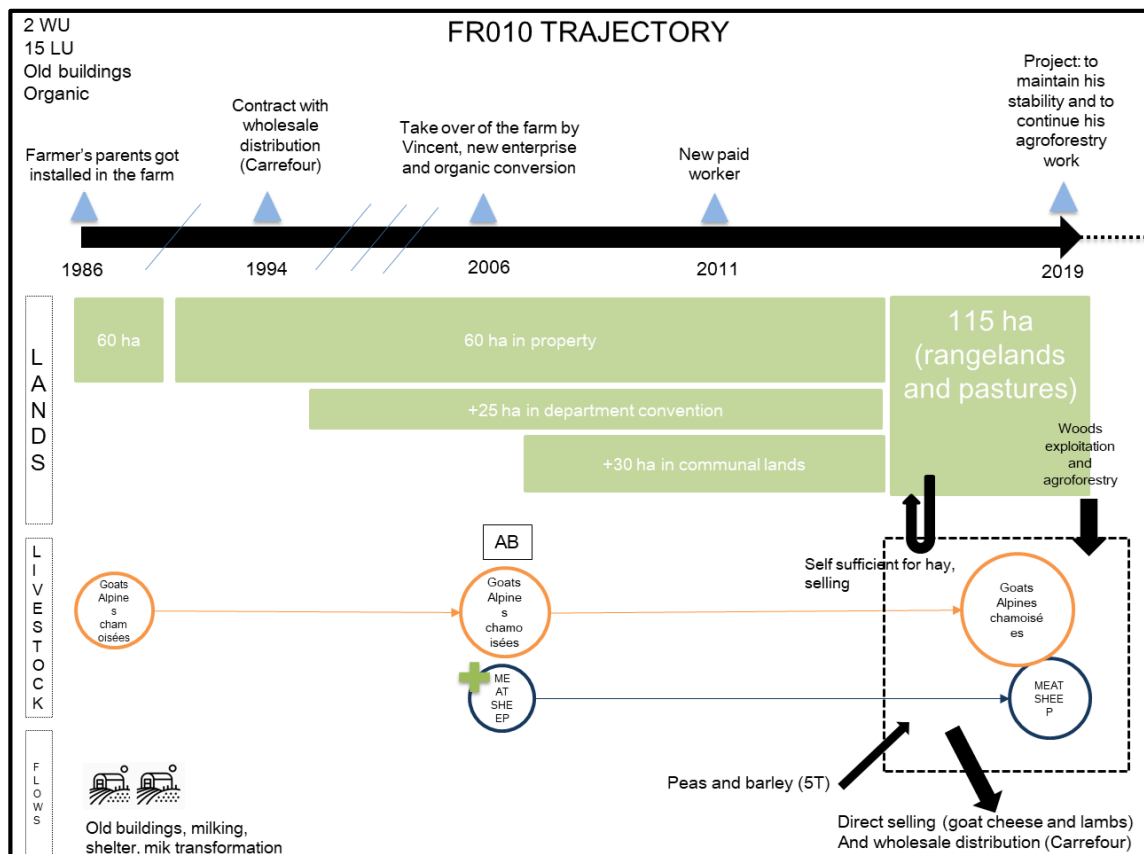 2 WU
15 LU
Old buildings
Organic
FR010 TRAJECTORY
Farmer's parents got
installed in the farm
Contract with
wholesale
distribution
(Carrefour)
Take over of the farm by
Vincent, new enterprise
and organic conversion
New paid
worker
Project: to
maintain his
stability and to
continue his
agroforestry
work
1986
1994
2006
2011
2019
LANDS
60 ha
60 ha in property
+25 ha in department convention
+30 ha in communal lands
115 ha
(rangelands
and pastures)
Woods
exploitation
and
agroforestry
LIVESTOCK
Goats
Alpine
s
cham
oisées
AB
Goats
Alpine
s
chamo
isées
ME
AT
SHE
EP
Self sufficient for hay,
selling
Goats
Alpines
chamoisé
es
MEAT
SHEE
P
FLOWS
Old buildings, milking,
shelter, mik transformation
Peas and barley (5T)
Direct selling (goat cheese and lambs)
And wholesale distribution (Carrefour)